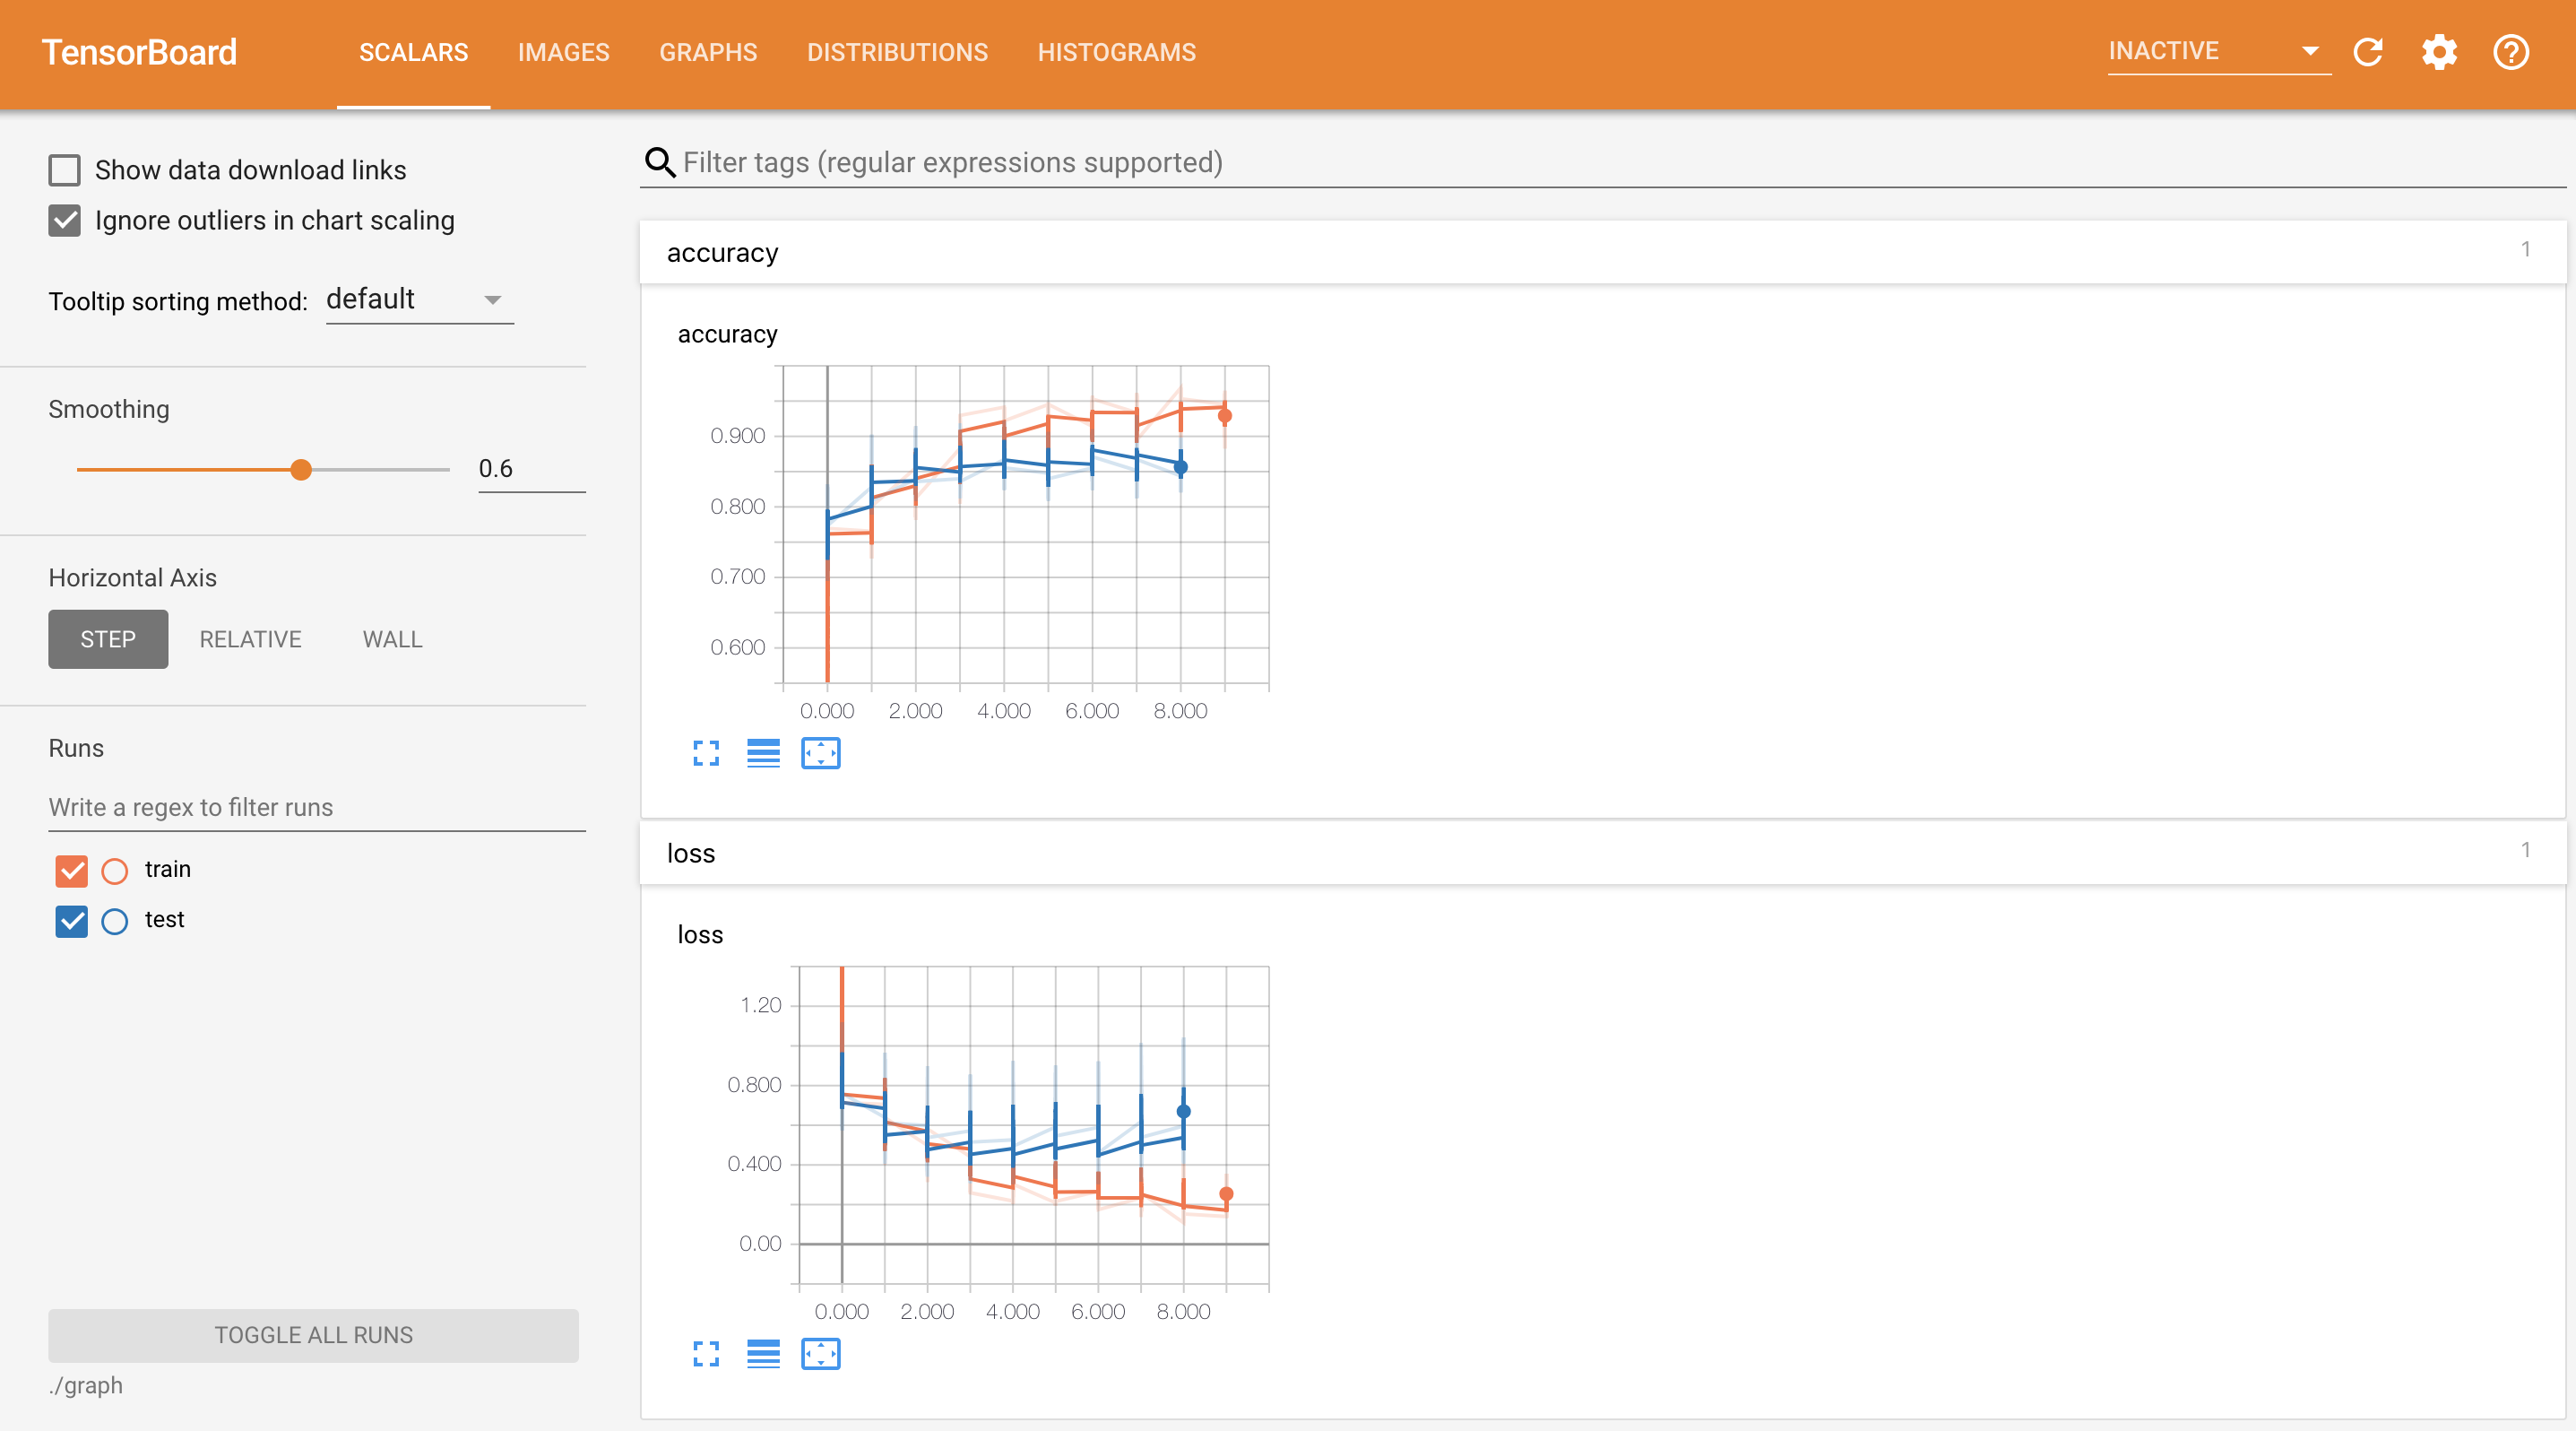 TensorBoard SCALARS IMAGES GRAPHS DISTRIBUTIONS HISTOGRAMS INACTIVE
Show data download links
Ignore outliers in chart scaling
Tooltip sorting method: default
Smoothing
0.6
Horizontal Axis
STEP RELATIVE WALL
Runs
Write a regex to filter runs
train
test
TOGGLE ALL RUNS
./graph
Filter tags (regular expressions supported)
accuracy 1
accuracy
0.900
0.800
0.700
0.600
0.000 2.000 4.000 6.000 8.000
loss 1
loss
1.20
0.800
0.400
0.00
0.000 2.000 4.000 6.000 8.000